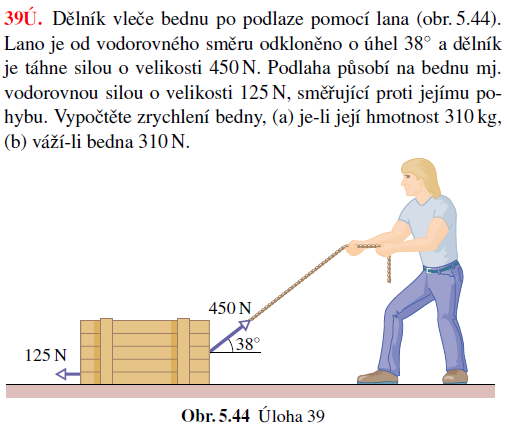 39Ú. Dělník vleče bednu po podlaze pomocí lana (obr. 5.44).
Lano je od vodorovného směru odkloněno o úhel 38° a dělník
je táhne silou o velikosti 450 N. Podlaha působí na bednu mj.
vodorovnou silou o velikosti 125 N, směřující proti jejímu po-
hybu. Vypočtěte zrychlení bedny, (a) je-li její hmotnost 310 kg,
(b) váží-li bedna 310 N.
450 N
38°
125 N
Obr. 5.44 Úloha 39